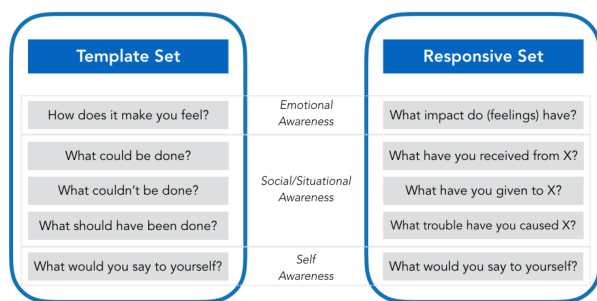 Template Set
Responsive Set
How does it make you feel?
Emotional
Awareness
What impact do (feelings) have?
What could be done?
What have you received from X?
What couldn't be done?
Social/Situational
Awareness
What have you given to X?
What should have been done?
What trouble have you caused X?
What would you say to yourself?
Self
Awareness
What would you say to yourself?